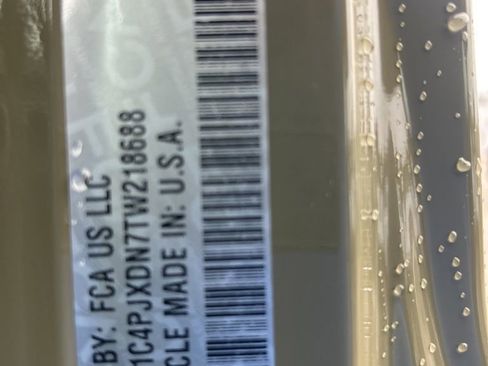 BY: FCA US LLC
1C4PJXDN7TW218688
CLE MADE IN: U.S.A.